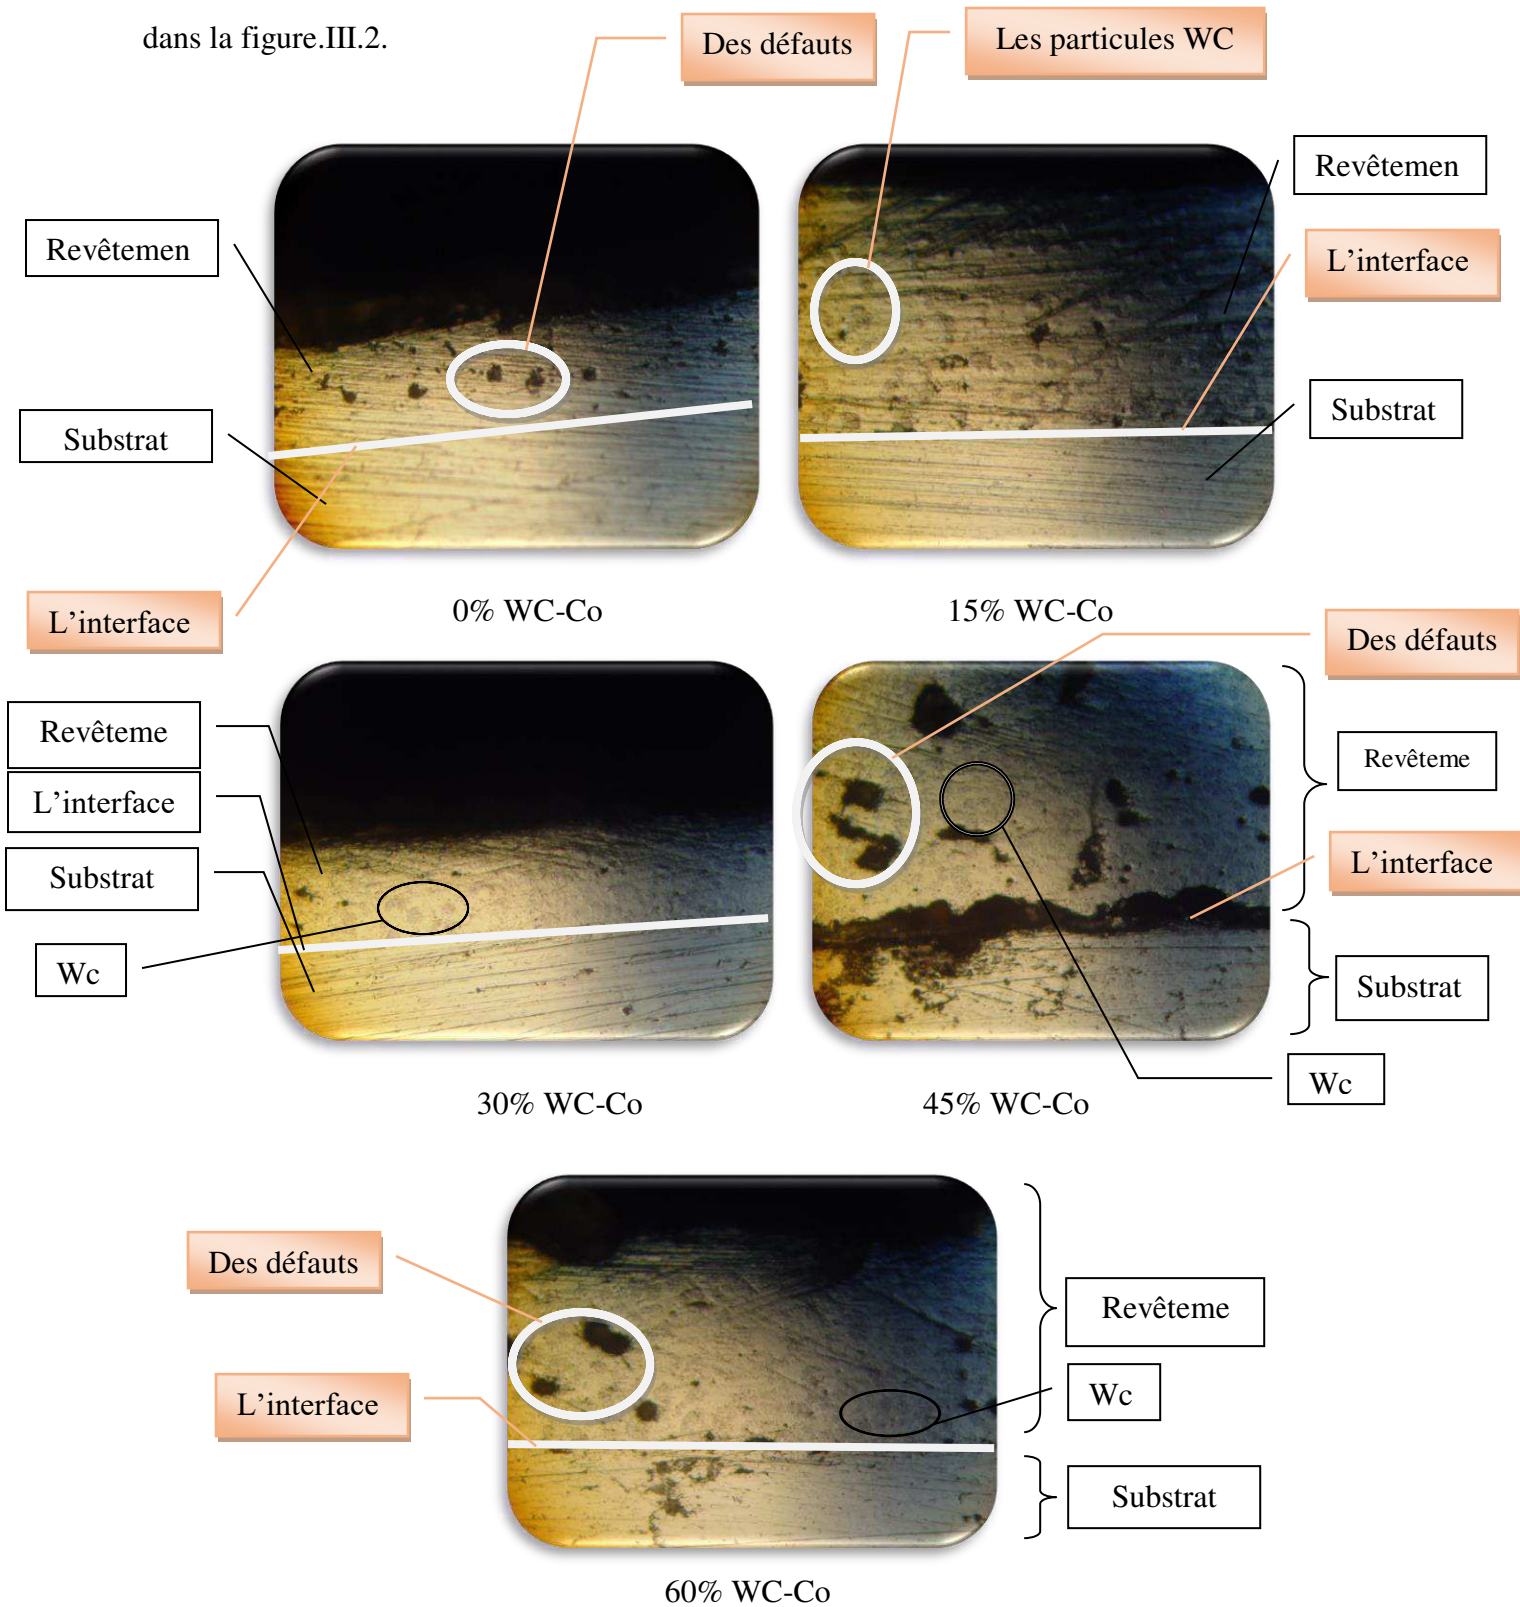 dans la figure.III.2.
Des défauts
Les particules WC
Revêtemen
Revêtemen
L’interface
Substrat
Substrat
L’interface
0% WC-Co
15% WC-Co
Des défauts
Revêteme
L’interface
Substrat
Wc
Revêteme
L’interface
Substrat
Wc
30% WC-Co
45% WC-Co
Des défauts
L’interface
Revêteme
Wc
Substrat
60% WC-Co